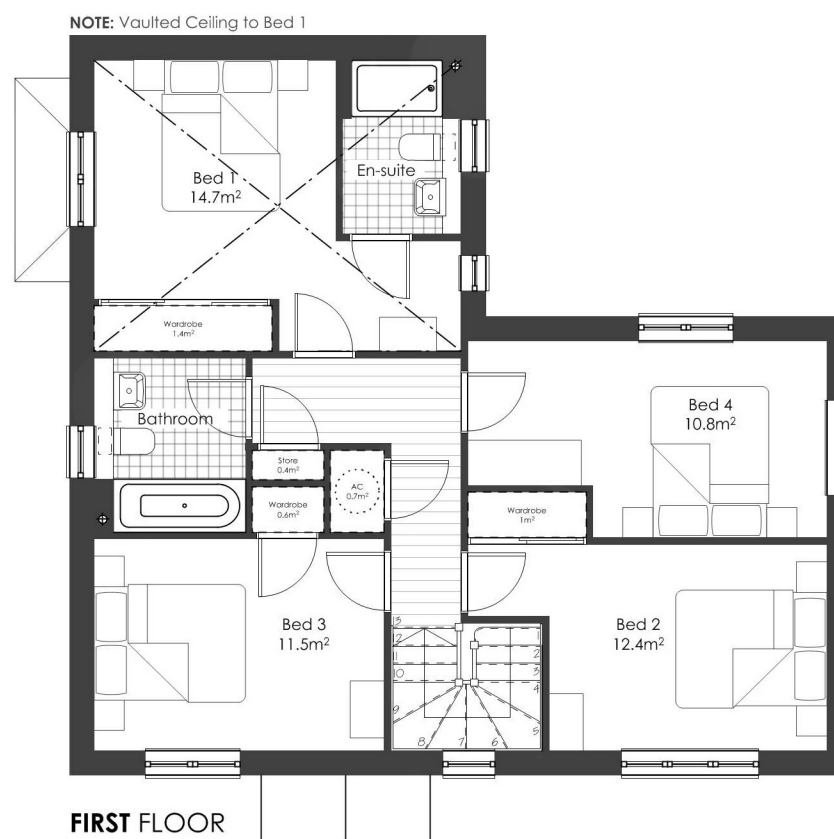 NOTE: Vaulted Ceiling to Bed 1
Bed 1
14.7m²
En-suite
Wardrobe
1.4m²
Bathroom
Store
0.4m²
AC
0.7m²
Wardrobe
0.6m²
Bed 4
10.8m²
Wardrobe
1m²
Bed 3
11.5m²
Bed 2
12.4m²
13
12
11
10
9
8
7
6
5
4
3
2
1
FIRST FLOOR